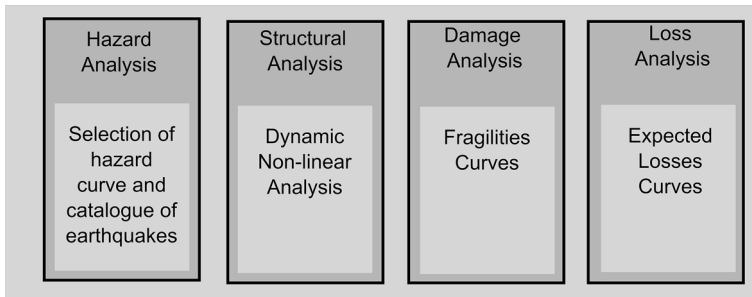 Hazard
Analysis
Selection of
hazard
curve and
catalogue of
earthquakes
Structural
Analysis
Dynamic
Non-linear
Analysis
Damage
Analysis
Fragilities
Curves
Loss
Analysis
Expected
Losses
Curves